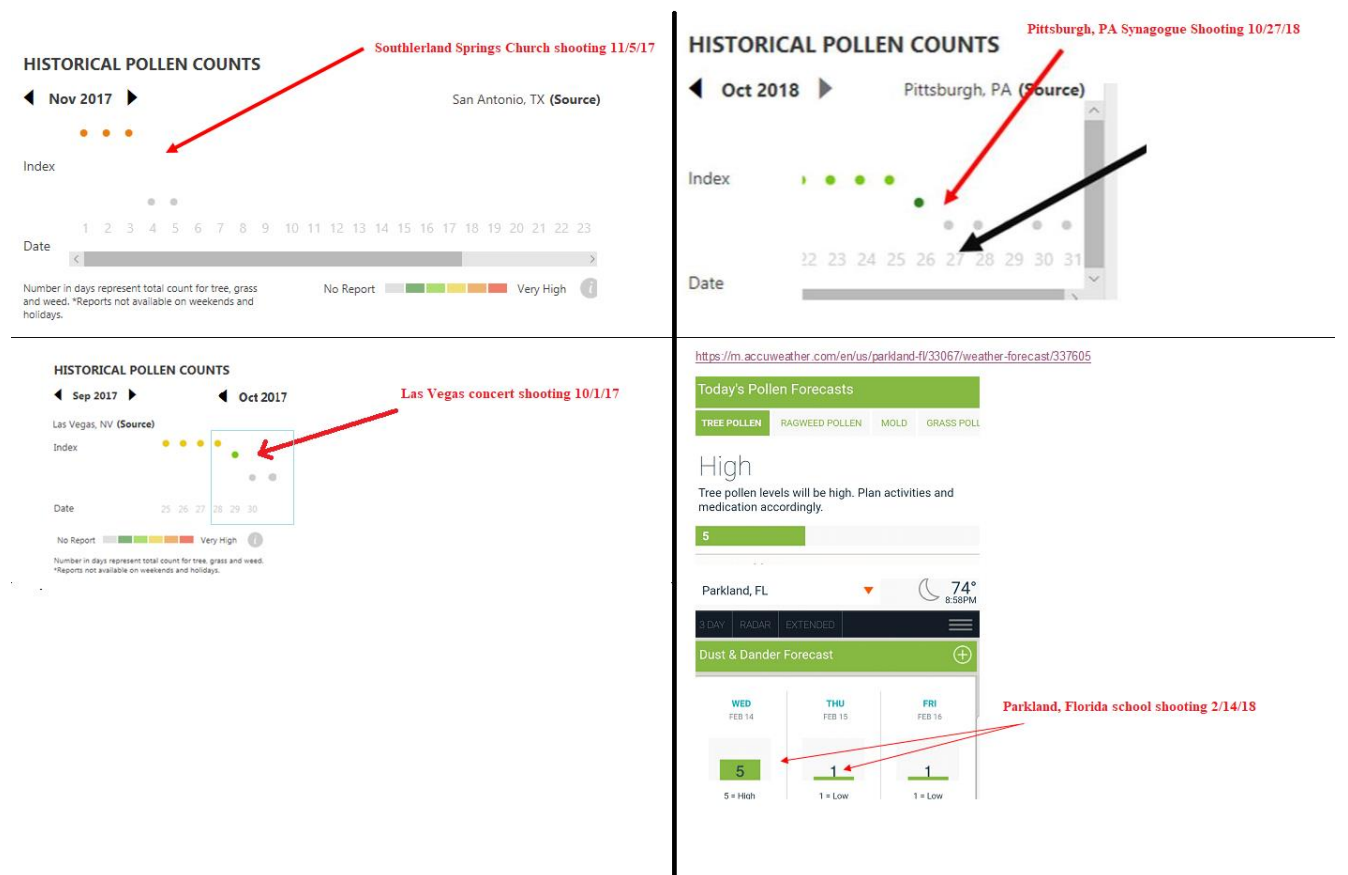 Southlerland Springs Church shooting 11/5/17
HISTORICAL POLLEN COUNTS
Nov 2017
San Antonio, TX (Source)
Index
1 2 3 4 5 6 7 8 9 10 11 12 13 14 15 16 17 18 19 20 21 22 23
Date
Number in days represent total count for tree, grass
and weed. *Reports not available on weekends and
holidays.
No Report Very High i
Pittsburgh, PA Synagogue Shooting 10/27/18
HISTORICAL POLLEN COUNTS
Oct 2018
Pittsburgh, PA (Source)
Index
22 23 24 25 26 27 28 29 30 31
Date
HISTORICAL POLLEN COUNTS
Sep 2017
Oct 2017
Las Vegas concert shooting 10/1/17
Las Vegas, NV (Source)
Index
Date
25 26 27 28 29 30
No Report Very High i
Number in days represent total count for tree, grass and weed.
*Reports not available on weekends and holidays.
https://m.accuweather.com/en/us/parkland-fl/33067/weather-forecast/337605
Today's Pollen Forecasts
TREE POLLEN RAGWEED POLLEN MOLD GRASS POLL
High
Tree pollen levels will be high. Plan activities and
medication accordingly.
5
Parkland, FL
74°
8:58PM
3 DAY RADAR EXTENDED
Dust & Dander Forecast
WED THU FRI
FEB 14 FEB 15 FEB 16
5 1 1
5 = High 1 = Low 1 = Low
Parkland, Florida school shooting 2/14/18